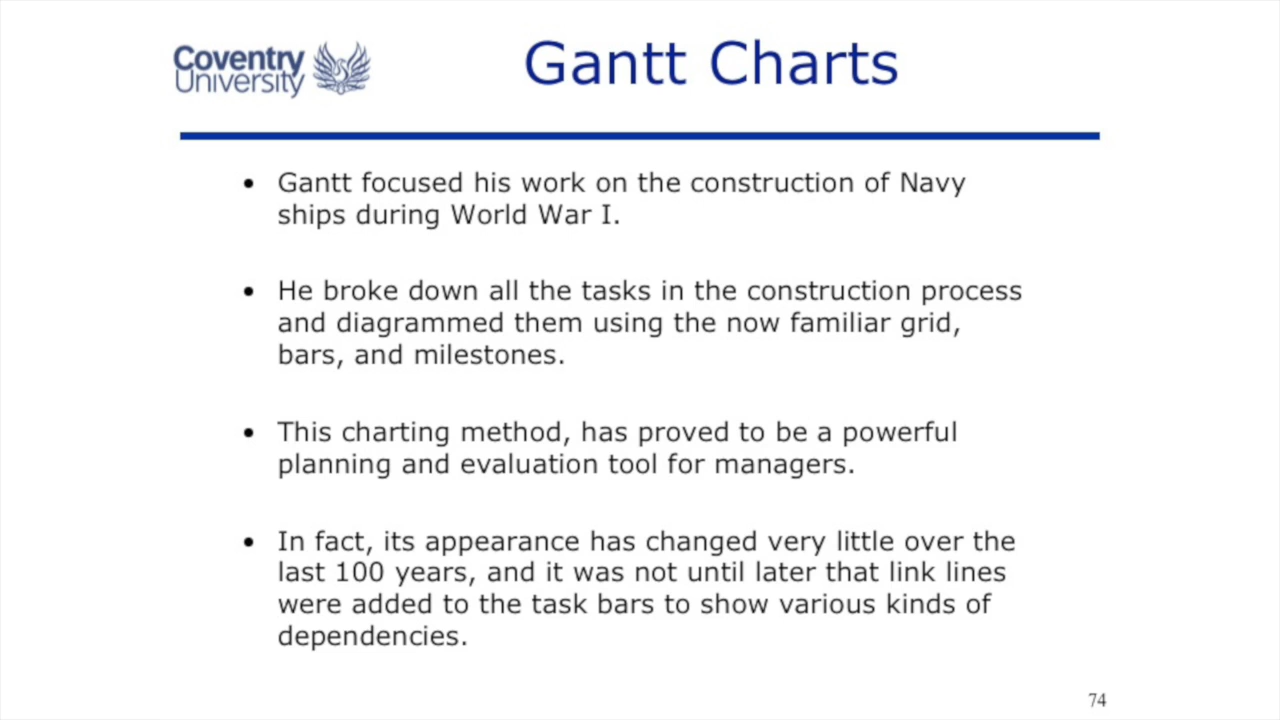 Coventry
University
Gantt Charts
• Gantt focused his work on the construction of Navy
ships during World War I.
• He broke down all the tasks in the construction process
and diagrammed them using the now familiar grid,
bars, and milestones.
• This charting method, has proved to be a powerful
planning and evaluation tool for managers.
• In fact, its appearance has changed very little over the
last 100 years, and it was not until later that link lines
were added to the task bars to show various kinds of
dependencies.
74